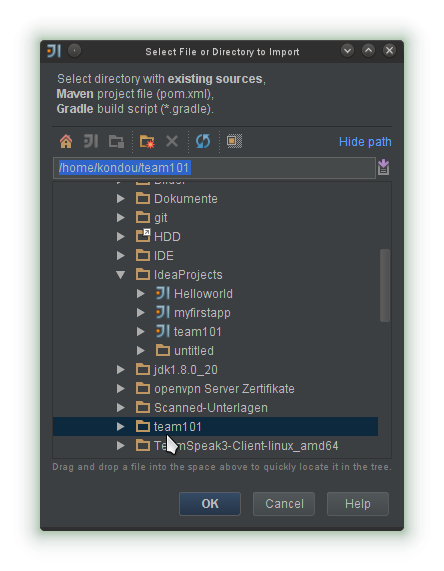 Select File or Directory to Import
Select directory with existing sources,
Maven project file (pom.xml),
Gradle build script (*.gradle).
Hide path
/home/kondou/team101
Bilder
Dokumente
git
HDD
IDE
IdeaProjects
Helloworld
myfirstapp
team101
untitled
jdk1.8.0_20
openvpn Server Zertifikate
Scanned-Unterlagen
team101
TeamSpeak3-Client-linux_amd64
Drag and drop a file into the space above to quickly locate it in the tree.
OK
Cancel
Help